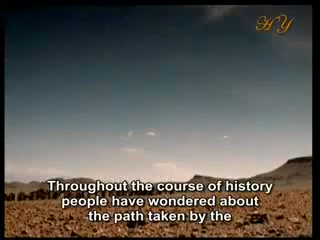 HY
Throughout the course of history
people have wondered about
the path taken by the